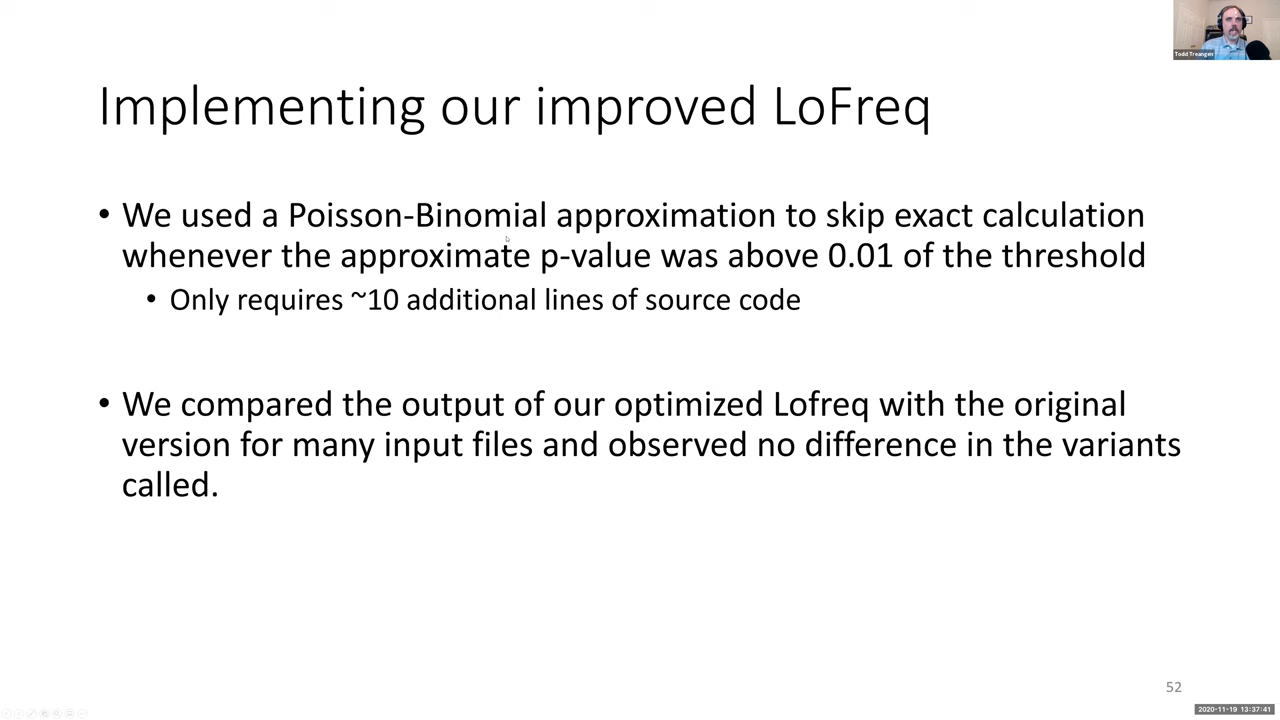 Todd Treangen
Implementing our improved LoFreq
• We used a Poisson-Binomial approximation to skip exact calculation
whenever the approximate p-value was above 0.01 of the threshold
• Only requires ~10 additional lines of source code
• We compared the output of our optimized Lofreq with the original
version for many input files and observed no difference in the variants
called.
52
2020-11-19 13:37:41